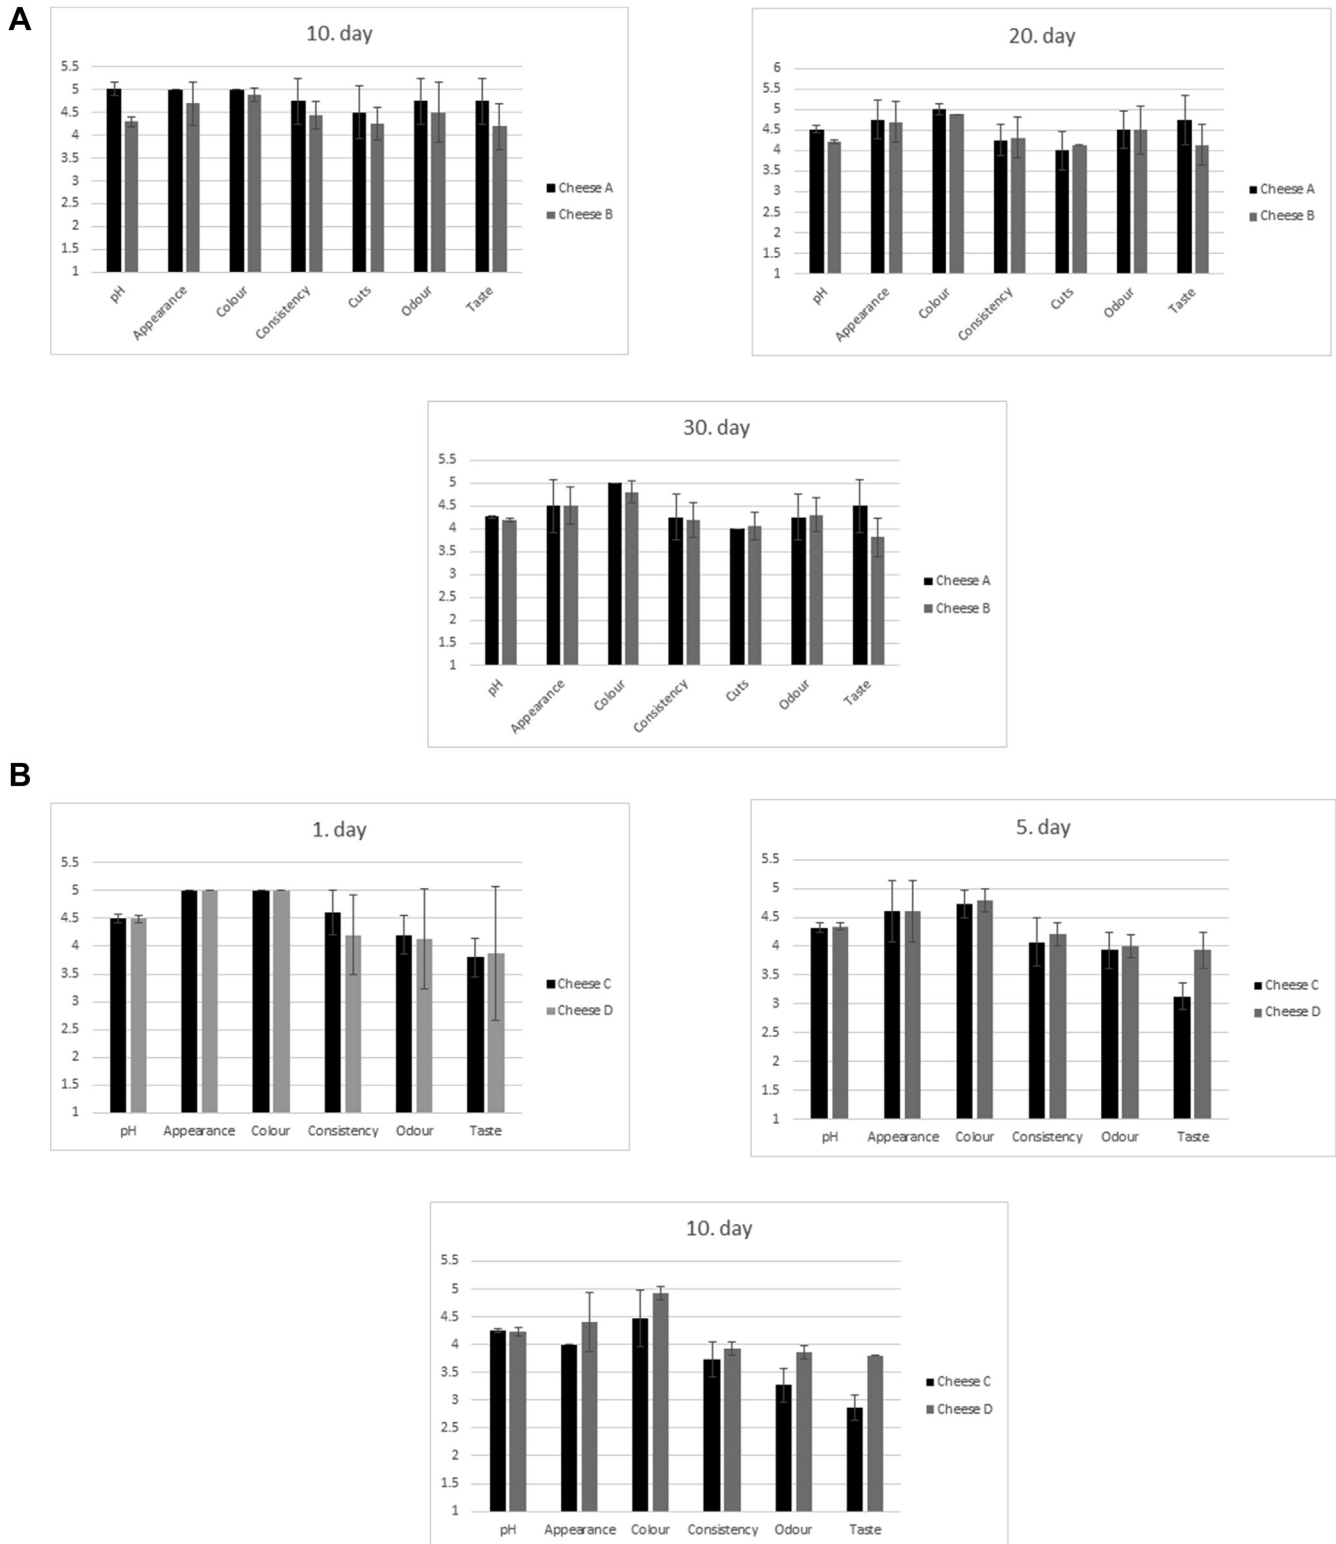 A
10. day
5.5
5
4.5
4
3.5
3
2.5
2
1.5
1
pH
Appearance
Colour
Consistency
Cuts
Odour
Taste
Cheese A
Cheese B
20. day
6
5.5
5
4.5
4
3.5
3
2.5
2
1.5
1
pH
Appearance
Colour
Consistency
Cuts
Odour
Taste
Cheese A
Cheese B
30. day
5.5
5
4.5
4
3.5
3
2.5
2
1.5
1
pH
Appearance
Colour
Consistency
Cuts
Odour
Taste
Cheese A
Cheese B
B
1. day
5.5
5
4.5
4
3.5
3
2.5
2
1.5
1
pH Appearance Colour Consistency Odour Taste
Cheese C
Cheese D
5. day
5.5
5
4.5
4
3.5
3
2.5
2
1.5
1
pH Appearance Colour Consistency Odour Taste
Cheese C
Cheese D
10. day
5.5
5
4.5
4
3.5
3
2.5
2
1.5
1
pH Appearance Colour Consistency Odour Taste
Cheese C
Cheese D